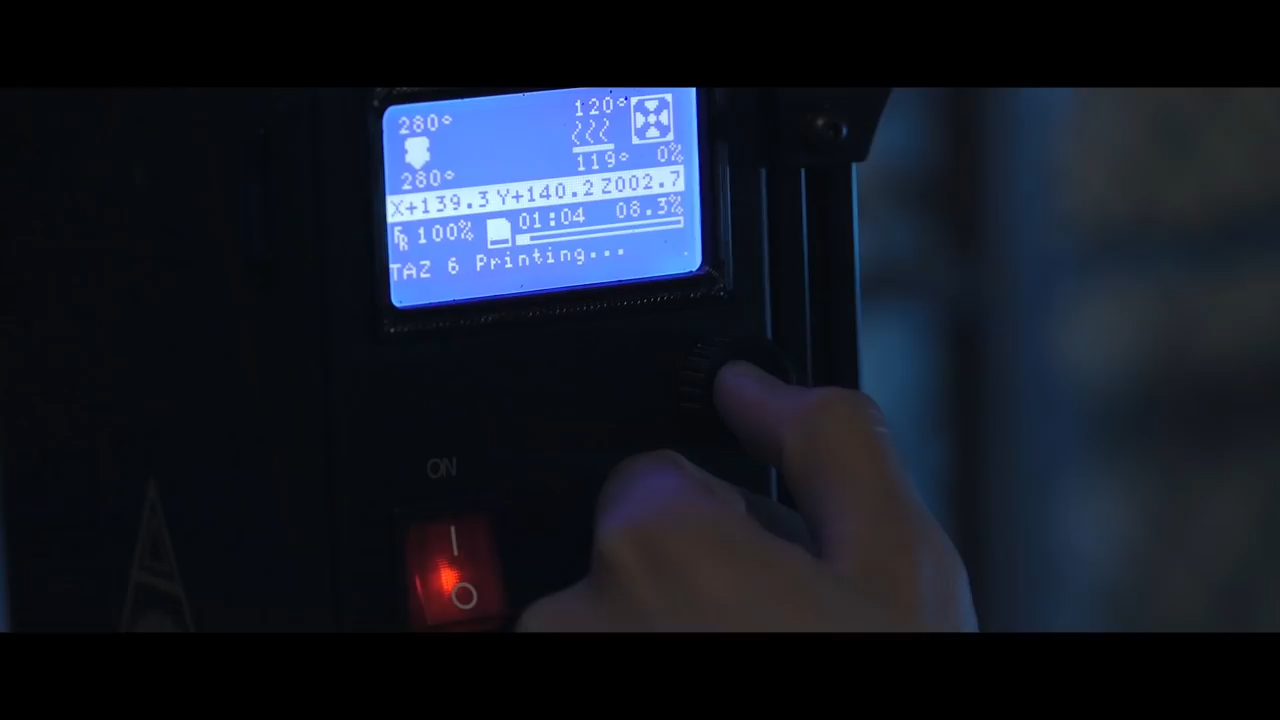 280°
120°
119° 0%
280°
X+139.3 Y+140.2 Z002.7
FR 100% 01:04 08.3%
TAZ 6 Printing...
ON